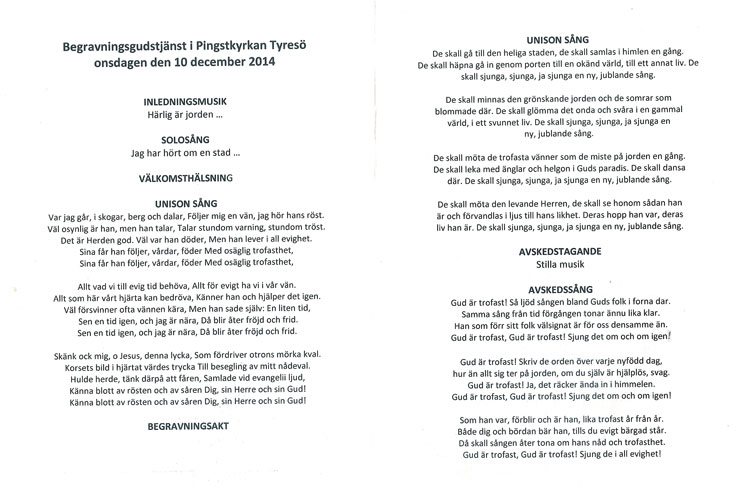 Begravningsgudstjänst i Pingstkyrkan Tyresö
onsdagen den 10 december 2014
INLEDNINGSMUSIK
Härlig är jorden …
SOLOSÅNG
Jag har hört om en stad …
VÄLKOMSTHÄLSNING
UNISON SÅNG
Var jag går, i skogar, berg och dalar, Följer mig en vän, jag hör hans röst.
Väl osynlig är han, men han talar, Talar stundom varning, stundom tröst.
Det är Herden god. Väl var han döder, Men han lever i all evighet.
Sina får han följer, vårdar, föder Med osäglig trofasthet,
Sina får han följer, vårdar, föder Med osäglig trofasthet,
Allt vad vi till evig tid behöva, Allt för evigt ha vi i vår vän.
Allt som här vårt hjärta kan bedröva, Känner han och hjälper det igen.
Väl försvinner ofta vännen kära, Men han sade själv: En liten tid,
Sen en tid igen, och jag är nära, Då blir åter fröjd och frid.
Sen en tid igen, och jag är nära, Då blir åter fröjd och frid.
Skänk ock mig, o Jesus, denna lycka, Som fördriver otrons mörka kval.
Korsets bild i hjärtat värdes trycka Till besegling av mitt nådeval.
Hulde herde, tänk därpå att fåren, Samlade vid evangelii ljud,
Känna blott av rösten och av såren Dig, sin Herre och sin Gud!
Känna blott av rösten och av såren Dig, sin Herre och sin Gud!
BEGRAVNINGSAKT
UNISON SÅNG
De skall gå till den heliga staden, de skall samlas i himlen en gång.
De skall häpna gå in genom porten till en okänd värld, till ett annat liv. De
skall sjunga, sjunga, ja sjunga en ny, jublande sång.
De skall minnas den grönskande jorden och de somrar som
blommade där. De skall glömma det onda och svåra i en gammal
värld, i ett svunnet liv. De skall sjunga, sjunga, ja sjunga en
ny, jublande sång.
De skall möta de trofasta vänner som de miste på jorden en gång.
De skall leka med änglar och helgon i Guds paradis. De skall dansa
där. De skall sjunga, sjunga, ja sjunga en ny, jublande sång.
De skall möta den levande Herren, de skall se honom sådan han
är och förvandlas i ljus till hans likhet. Deras hopp han var, deras
liv han är. De skall sjunga, sjunga, ja sjunga en ny, jublande sång.
AVSKEDSTAGANDE
Stilla musik
AVSKEDSSÅNG
Gud är trofast! Så ljöd sången bland Guds folk i forna dar.
Samma sång från tid förgången tonar ännu lika klar.
Han som förr sitt folk välsignat är för oss densamme än.
Gud är trofast, Gud är trofast! Sjung det om och om igen!
Gud är trofast! Skriv de orden över varje nyfödd dag,
hur än allt sig ter på jorden, om du själv är hjälplös, svag.
Gud är trofast! Ja, det räcker ända in i himmelen.
Gud är trofast, Gud är trofast! Sjung det om och om igen!
Som han var, förblir och är han, lika trofast år från år.
Både dig och bördan bär han, tills du evigt bärgad står.
Då skall sången åter tona om hans nåd och trofasthet.
Gud är trofast, Gud är trofast! Sjung de i all evighet!